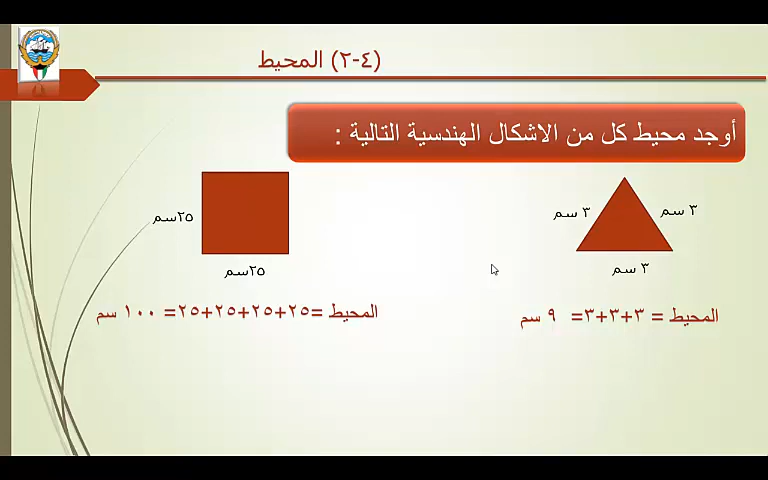 (٤-٢) المحيط
أوجد محيط كل من الاشكال الهندسية التالية :
٣ سم
٣ سم
٣ سم
المحيط = ٣+٣+٣= ٩ سم
٢٥سم
٢٥سم
المحيط =٢٥+٢٥+٢٥+٢٥= ١٠٠ سم